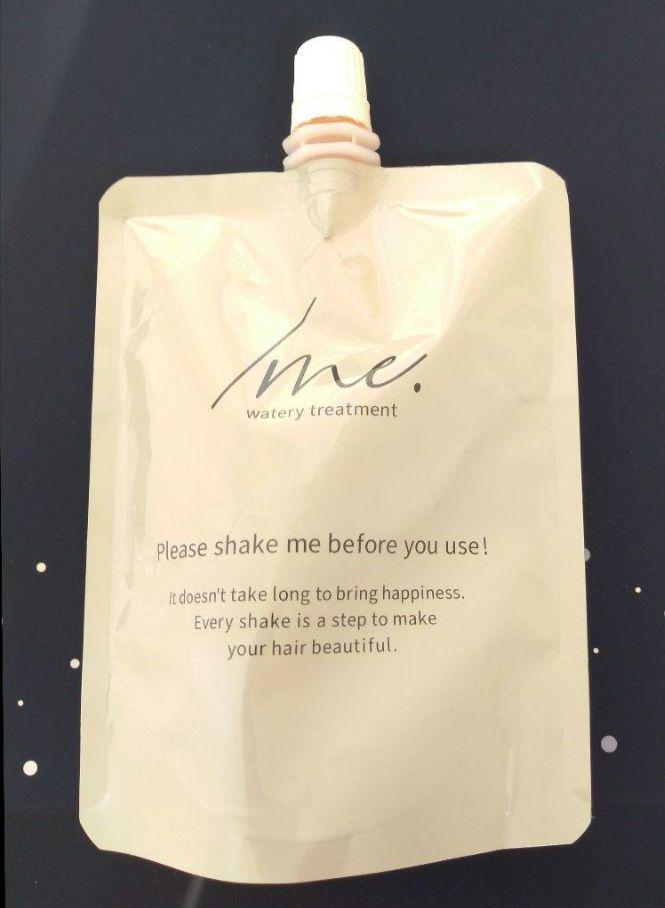 /me.
watery treatment
Please shake me before you use!
It doesn't take long to bring happiness.
Every shake is a step to make
your hair beautiful.